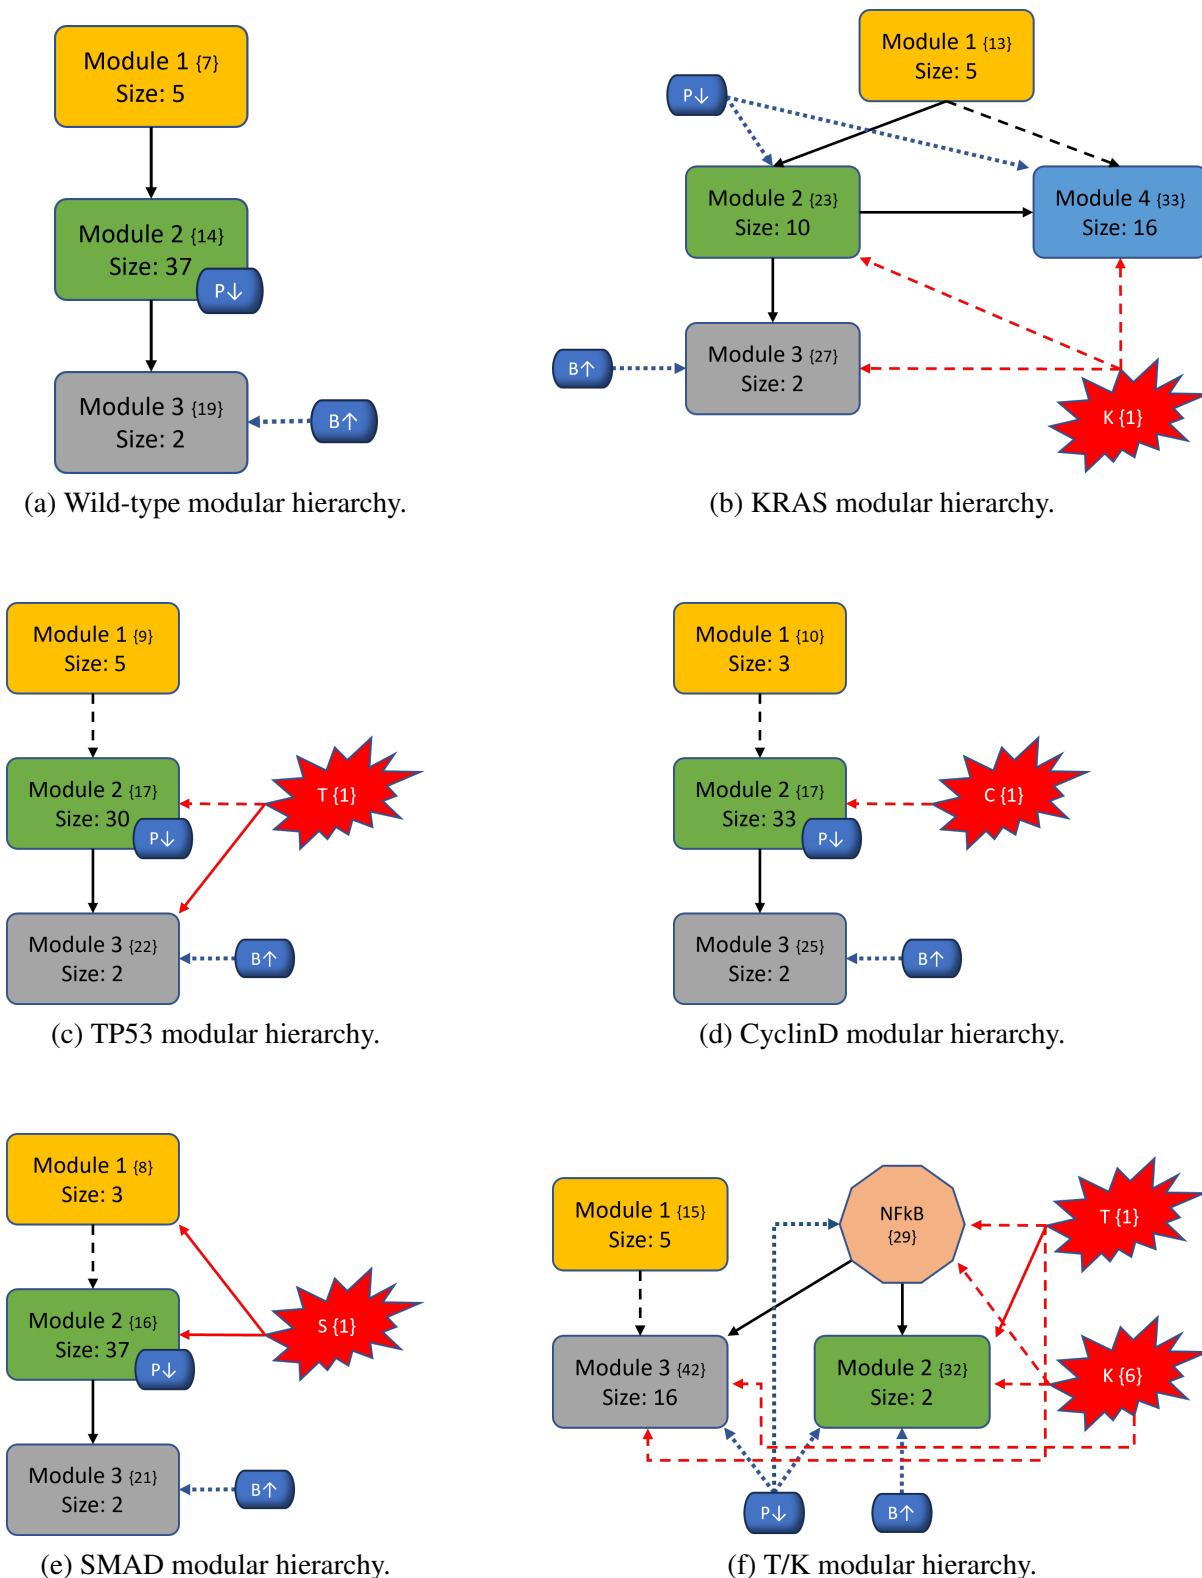 Module 1 {7}
Size: 5
Module 2 {14}
Size: 37
P↓
Module 3 {19}
Size: 2
B↑
(a) Wild-type modular hierarchy.
Module 1 {13}
Size: 5
P↓
Module 2 {23}
Size: 10
Module 4 {33}
Size: 16
Module 3 {27}
Size: 2
B↑
K {1}
(b) KRAS modular hierarchy.
Module 1 {9}
Size: 5
Module 2 {17}
Size: 30
P↓
T {1}
Module 3 {22}
Size: 2
B↑
(c) TP53 modular hierarchy.
Module 1 {10}
Size: 3
Module 2 {17}
Size: 33
P↓
C {1}
Module 3 {25}
Size: 2
B↑
(d) CyclinD modular hierarchy.
Module 1 {8}
Size: 3
Module 2 {16}
Size: 37
P↓
S {1}
Module 3 {21}
Size: 2
B↑
(e) SMAD modular hierarchy.
Module 1 {15}
Size: 5
NFkB
{29}
T {1}
Module 3 {42}
Size: 16
Module 2 {32}
Size: 2
K {6}
P↓
B↑
(f) T/K modular hierarchy.